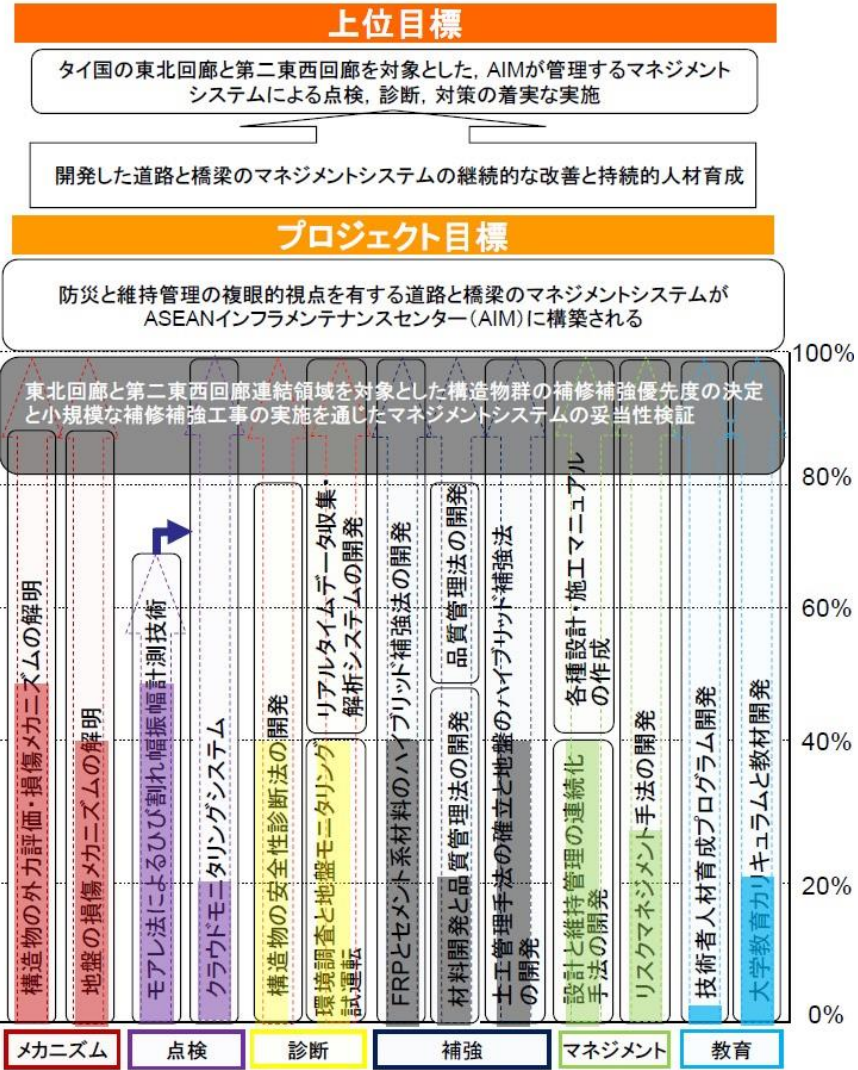 上位目標
タイ国の東北回廊と第二東西回廊を対象とした，AIMが管理するマネジメント
システムによる点検，診断，対策の着実な実施
開発した道路と橋梁のマネジメントシステムの継続的な改善と持続的人材育成
プロジェクト目標
防災と維持管理の複眼的視点を有する道路と橋梁のマネジメントシステムが
ASEANインフラメンテナンスセンター（AIM）に構築される
100%
東北回廊と第二東西回廊連結領域を対象とした構造物群の補修補強優先度の決定
と小規模な補修補強工事の実施を通じたマネジメントシステムの妥当性検証
80%
60%
40%
20%
0%
構造物の外力評価・損傷メカニズムの解明
地盤の損傷メカニズムの解明
モアレ法によるひび割れ幅振幅計測技術
クラウドモニタリングシステム
構造物の安全性診断法の開発
リアルタイムデータ収集・
解析システムの開発
環境調査と地盤モニタリング
試運転
FRPとセメント系材料のハイブリッド補強法の開発
品質管理法の開発
材料開発と品質管理法の開発
土工管理手法の確立と地盤のハイブリッド補強法
の開発
各種設計・施工マニュアル
の作成
設計と維持管理の連続化
手法の開発
リスクマネジメント手法の開発
技術者人材育成プログラム開発
大学教育カリキュラムと教材開発
メカニズム
点検
診断
補強
マネジメント
教育